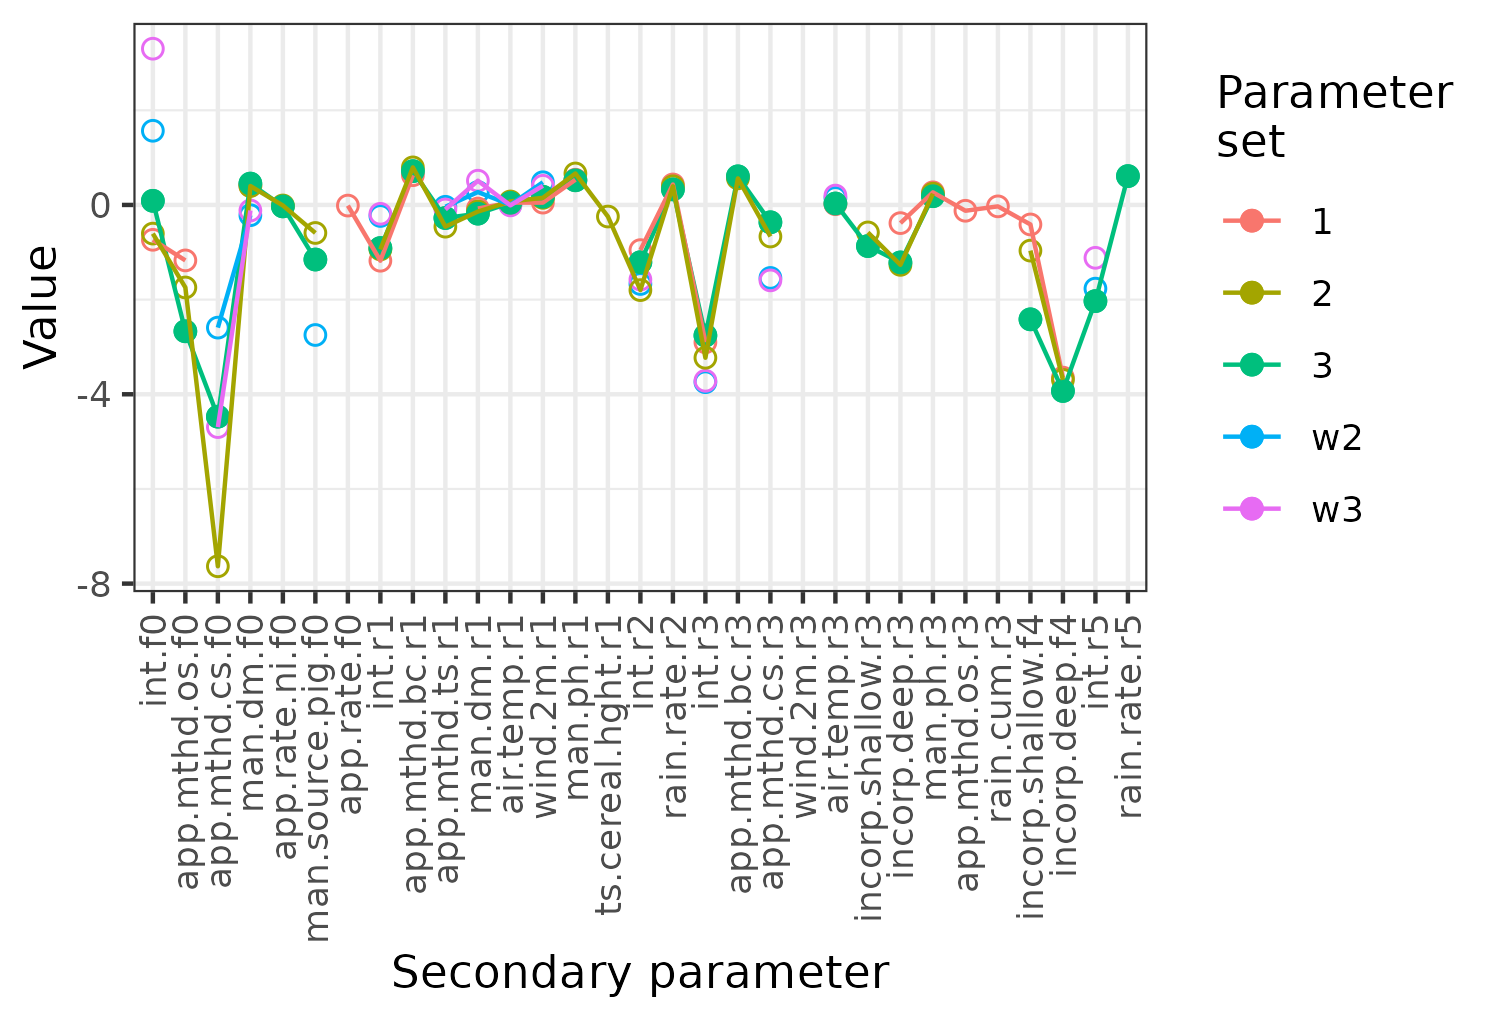 Parameter
set
1
2
3
w2
w3
Value
0
-4
-8
int.f0
app.mthd.os.f0
app.mthd.cs.f0
man.dm.f0
app.rate.ni.f0
man.source.pig.f0
app.rate.f0
int.r1
app.mthd.bc.r1
app.mthd.ts.r1
man.dm.r1
air.temp.r1
wind.2m.r1
man.ph.r1
ts.cereal.hght.r1
int.r2
rain.rate.r2
int.r3
app.mthd.bc.r3
app.mthd.cs.r3
wind.2m.r3
air.temp.r3
incorp.shallow.r3
incorp.deep.r3
man.ph.r3
app.mthd.os.r3
rain.cum.r3
incorp.shallow.f4
incorp.deep.f4
int.r5
rain.rate.r5
Secondary parameter